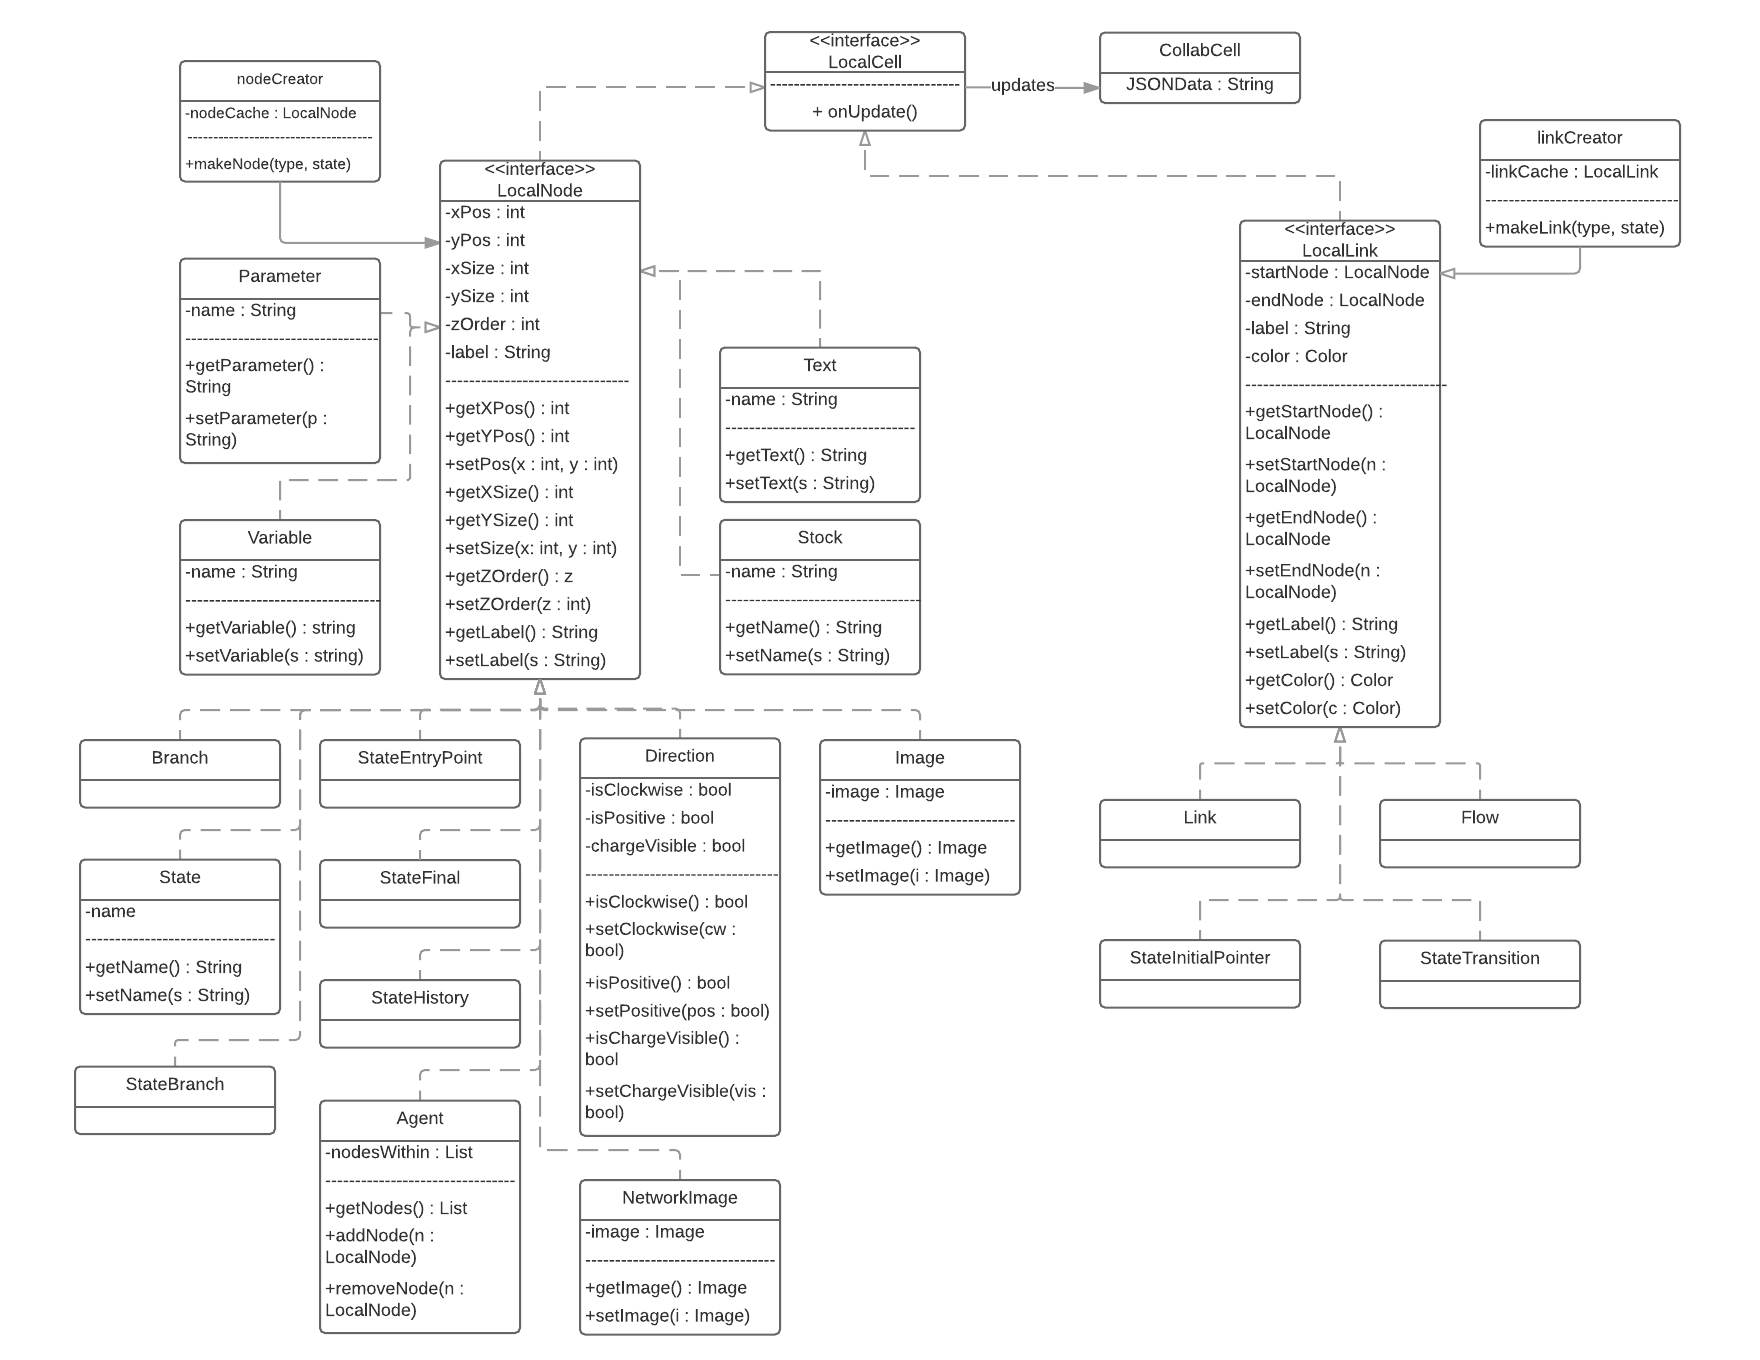 <<interface>>
LocalCell
--------------------------------
+ onUpdate()
updates
CollabCell
JSONData : String
nodeCreator
-nodeCache : LocalNode
-----------------------------------
+makeNode(type, state)
linkCreator
-linkCache : LocalLink
---------------------------------
+makeLink(type, state)
<<interface>>
LocalNode
-xPos : int
-yPos : int
-xSize : int
-ySize : int
-zOrder : int
-label : String
-------------------------------
+getXPos() : int
+getYPos() : int
+setPos(x : int, y : int)
+getXSize() : int
+getYSize() : int
+setSize(x: int, y : int)
+getZOrder() : z
+setZOrder(z : int)
+getLabel() : String
+setLabel(s : String)
<<interface>>
LocalLink
-startNode : LocalNode
-endNode : LocalNode
-label : String
-color : Color
----------------------------------
+getStartNode() :
LocalNode
+setStartNode(n :
LocalNode)
+getEndNode() :
LocalNode
+setEndNode(n :
LocalNode)
+getLabel() : String
+setLabel(s : String)
+getColor() : Color
+setColor(c : Color)
Parameter
-name : String
---------------------------------
+getParameter() :
String
+setParameter(p :
String)
Text
-name : String
--------------------------------
+getText() : String
+setText(s : String)
Variable
-name : String
---------------------------------
+getVariable() : string
+setVariable(s : string)
Stock
-name : String
---------------------------------
+getName() : String
+setName(s : String)
Branch
StateEntryPoint
Direction
-isClockwise : bool
-isPositive : bool
-chargeVisible : bool
---------------------------------
+isClockwise() : bool
+setClockwise(cw :
bool)
+isPositive() : bool
+setPositive(pos : bool)
+isChargeVisible() :
bool
+setChargeVisible(vis :
bool)
Image
-image : Image
--------------------------------
+getImage() : Image
+setImage(i : Image)
Link
Flow
State
-name
--------------------------------
+getName() : String
+setName(s : String)
StateFinal
StateHistory
StateInitialPointer
StateTransition
StateBranch
Agent
-nodesWithin : List
--------------------------------
+getNodes() : List
+addNode(n :
LocalNode)
+removeNode(n :
LocalNode)
NetworkImage
-image : Image
--------------------------------
+getImage() : Image
+setImage(i : Image)